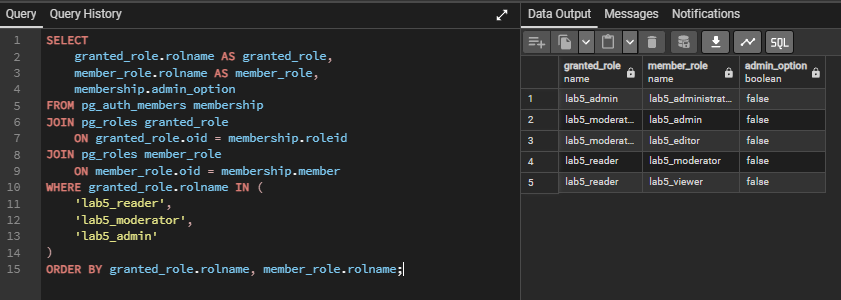 Query Query History
Data Output Messages Notifications
1 SELECT
2 granted_role.rolname AS granted_role,
3 member_role.rolname AS member_role,
4 membership.admin_option
5 FROM pg_auth_members membership
6 JOIN pg_roles granted_role
7 ON granted_role.oid = membership.roleid
8 JOIN pg_roles member_role
9 ON member_role.oid = membership.member
10 WHERE granted_role.rolname IN (
11 'lab5_reader',
12 'lab5_moderator',
13 'lab5_admin'
14 )
15 ORDER BY granted_role.rolname, member_role.rolname;
SQL
granted_role member_role admin_option
name name boolean
1 lab5_admin lab5_administrat... false
2 lab5_moderat... lab5_admin false
3 lab5_moderat... lab5_editor false
4 lab5_reader lab5_moderator false
5 lab5_reader lab5_viewer false